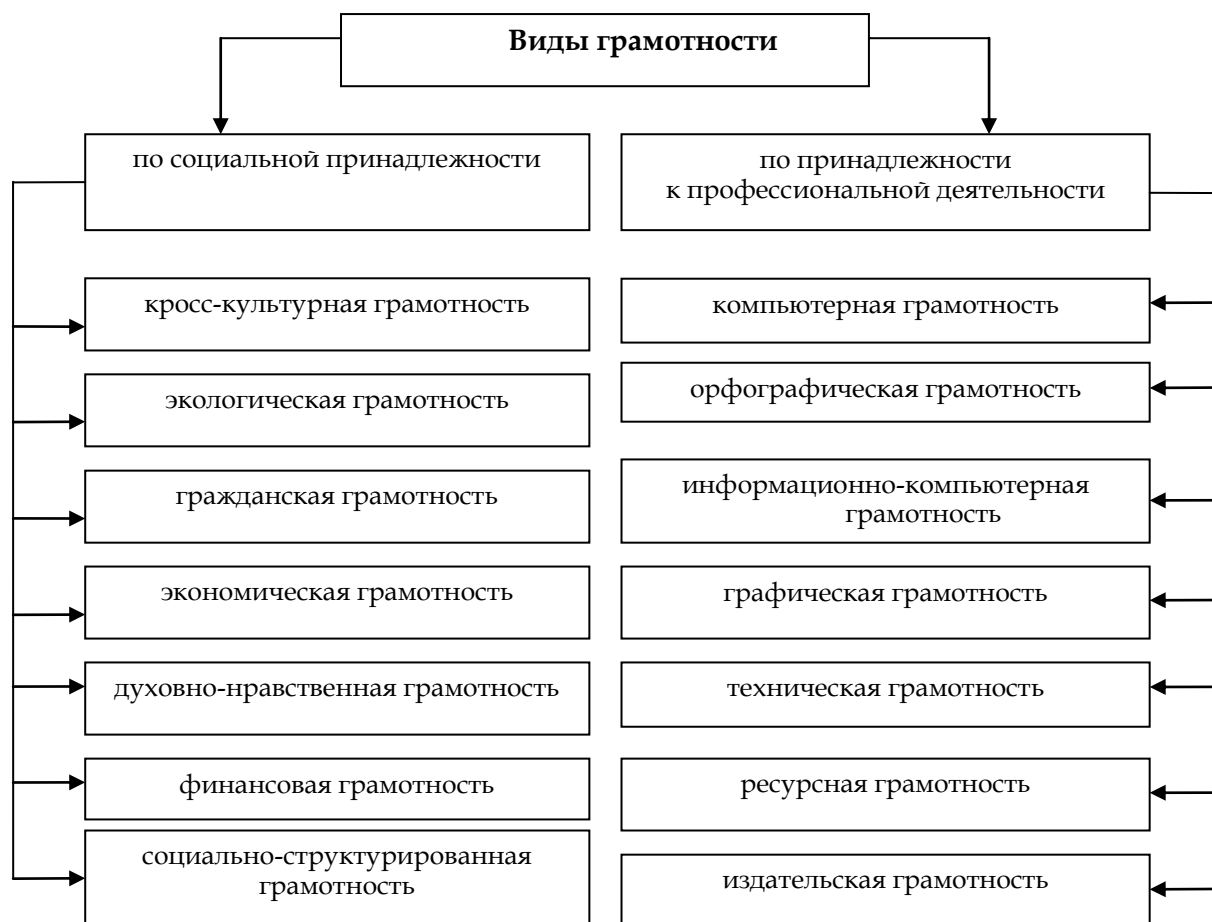 Виды грамотности
по социальной принадлежности
по принадлежности
к профессиональной деятельности
кросс-культурная грамотность
экологическая грамотность
гражданская грамотность
экономическая грамотность
духовно-нравственная грамотность
финансовая грамотность
социально-структурированная
грамотность
компьютерная грамотность
орфографическая грамотность
информационно-компьютерная
грамотность
графическая грамотность
техническая грамотность
ресурсная грамотность
издательская грамотность